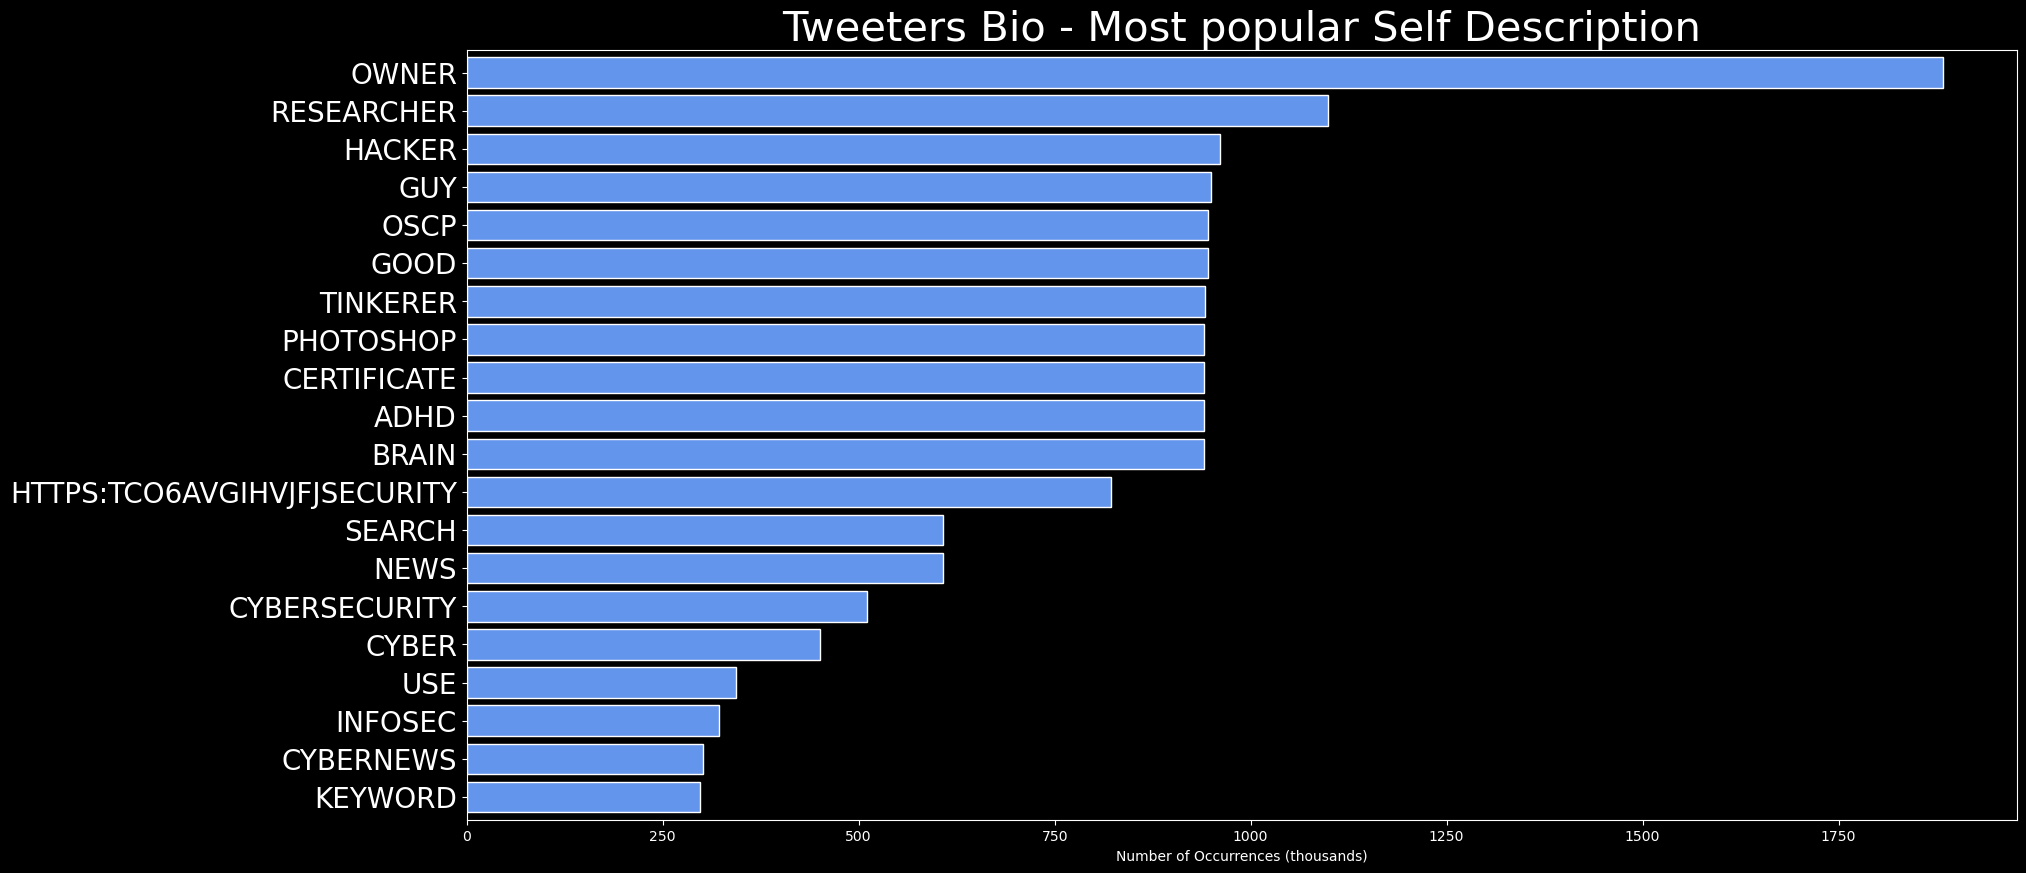 Tweeters Bio - Most popular Self Description
OWNER
RESEARCHER
HACKER
GUY
OSCP
GOOD
TINKERER
PHOTOSHOP
CERTIFICATE
ADHD
BRAIN
HTTPS:TCO6AVGIHVJFJSECURITY
SEARCH
NEWS
CYBERSECURITY
CYBER
USE
INFOSEC
CYBERNEWS
KEYWORD
0 250 500 750 1000 1250 1500 1750
Number of Occurrences (thousands)